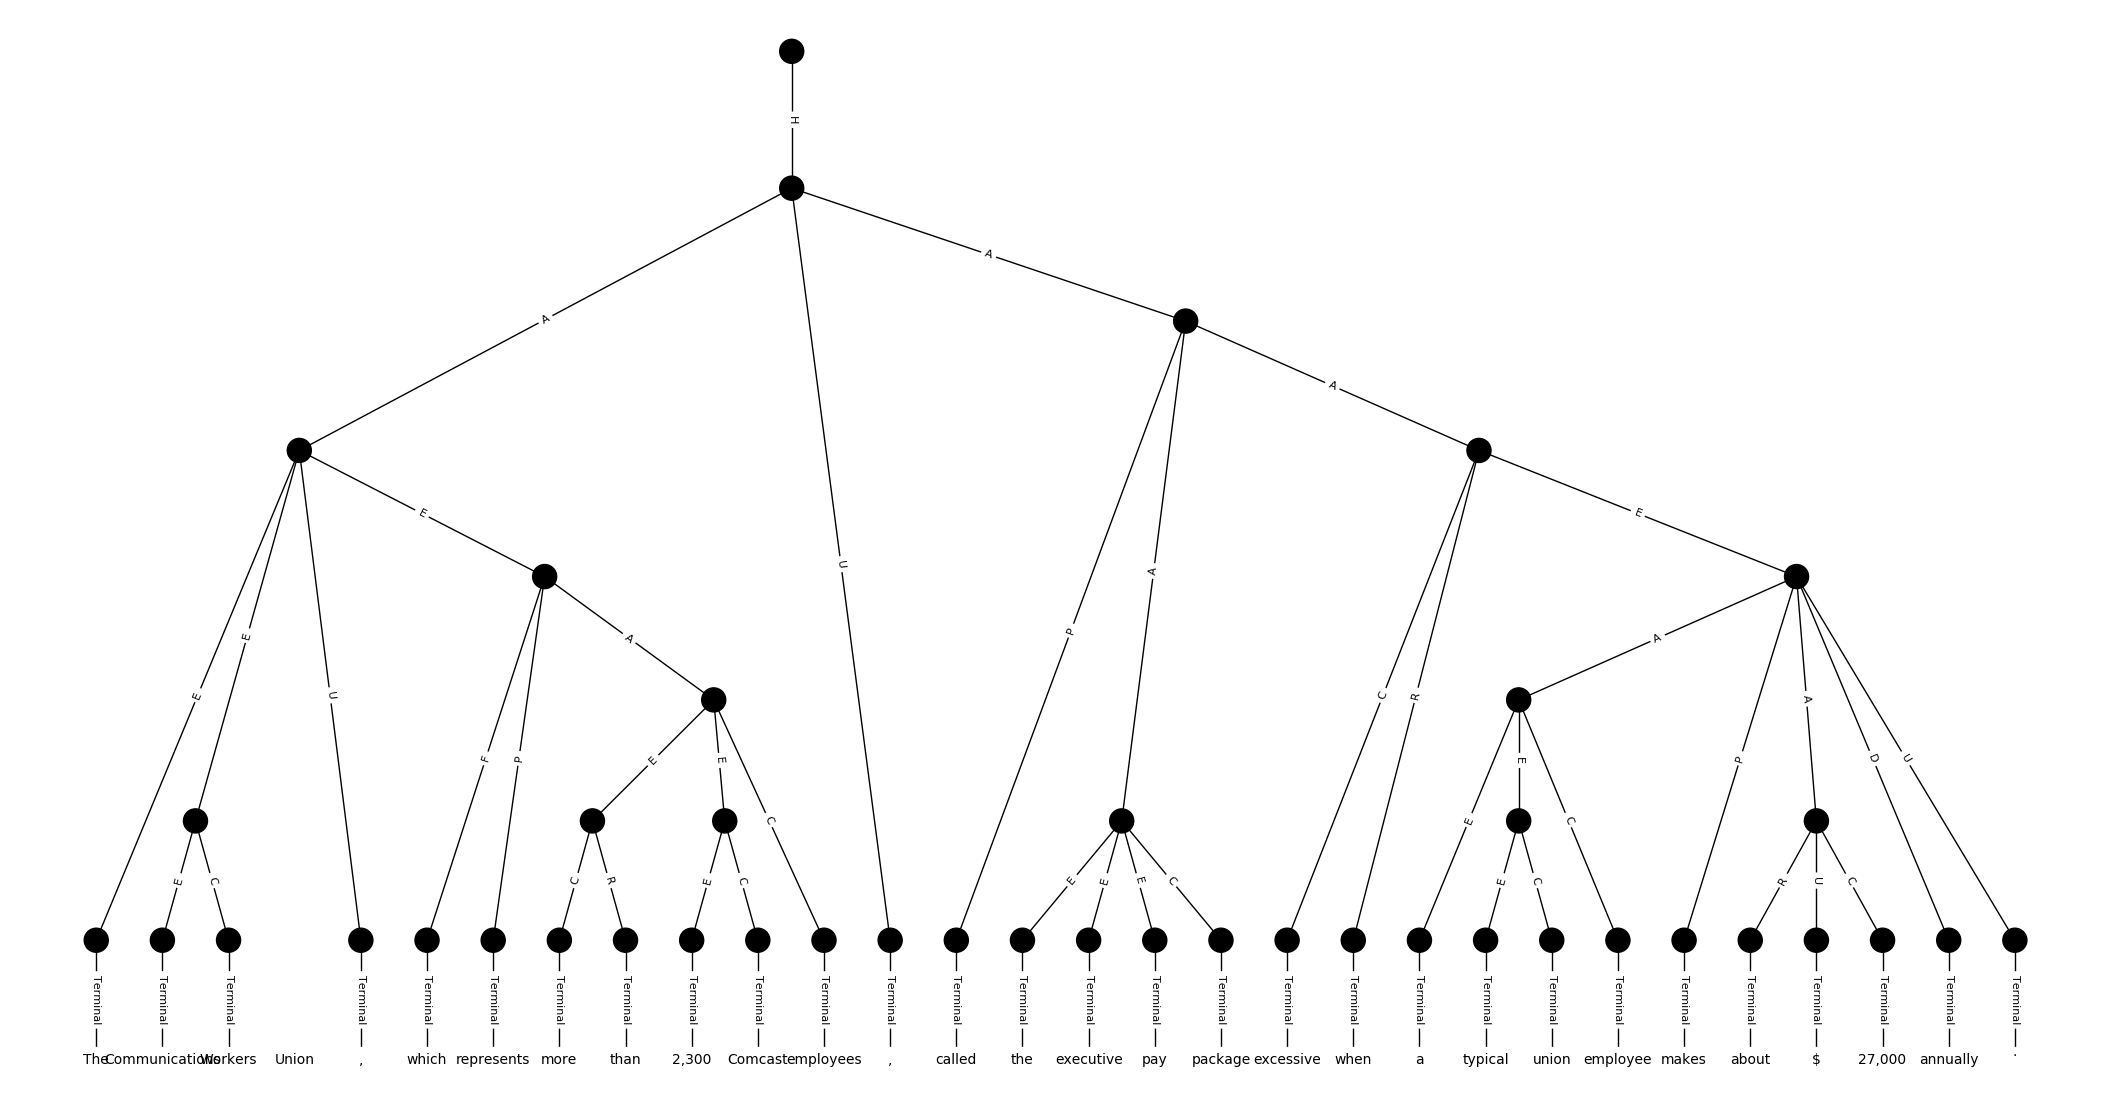 H
A
A
A
E
E
U
E
E
A
U
P
A
C
R
A
E
F
P
E
E
C
E
E
C
P
A
D
U
E
C
C
R
E
C
E
E
E
C
E
C
R
U
C
Terminal Terminal Terminal Terminal Terminal Terminal Terminal Terminal Terminal Terminal Terminal Terminal Terminal Terminal Terminal Terminal Terminal Terminal Terminal Terminal Terminal Terminal Terminal Terminal Terminal Terminal Terminal Terminal Terminal
The Communications Workers Union , which represents more than 2,300 Comcast employees , called the executive pay package excessive when a typical union employee makes about $ 27,000 annually .